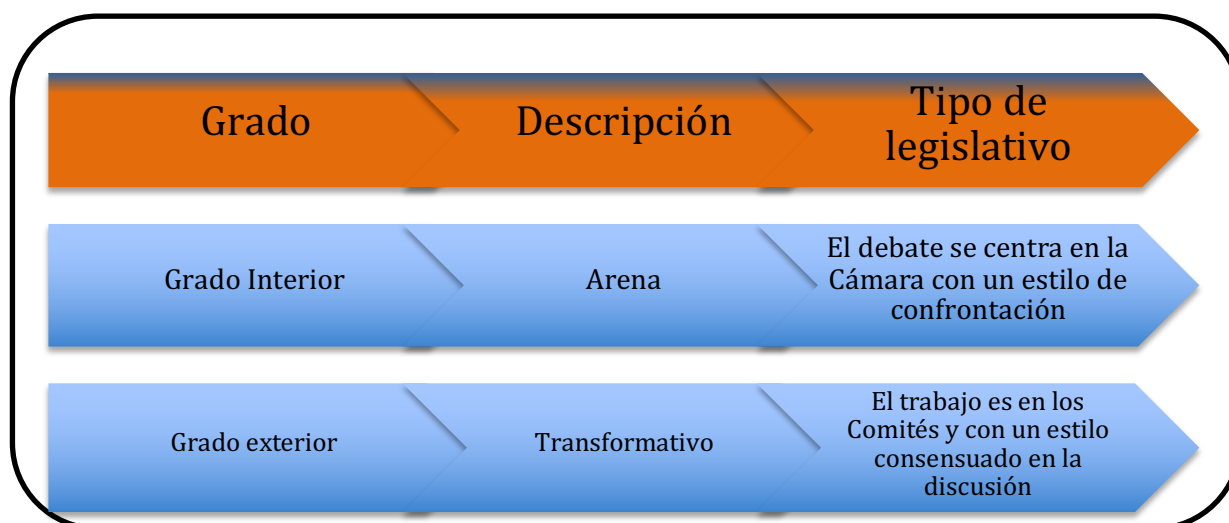 Grado
Descripción
Tipo de
legislativo
Grado Interior
Arena
El debate se centra en la
Cámara con un estilo de
confrontación
Grado exterior
Transformativo
El trabajo es en los
Comités y con un estilo
consensuado en la
discusión